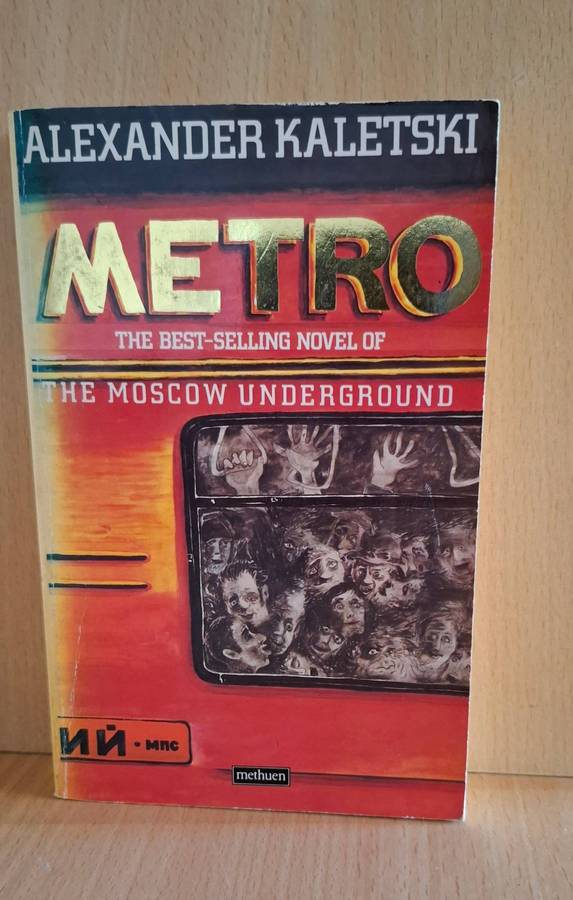 ALEXANDER KALETSKI
METRO
THE BEST-SELLING NOVEL OF
THE MOSCOW UNDERGROUND
ИЙ - МПС
methuen